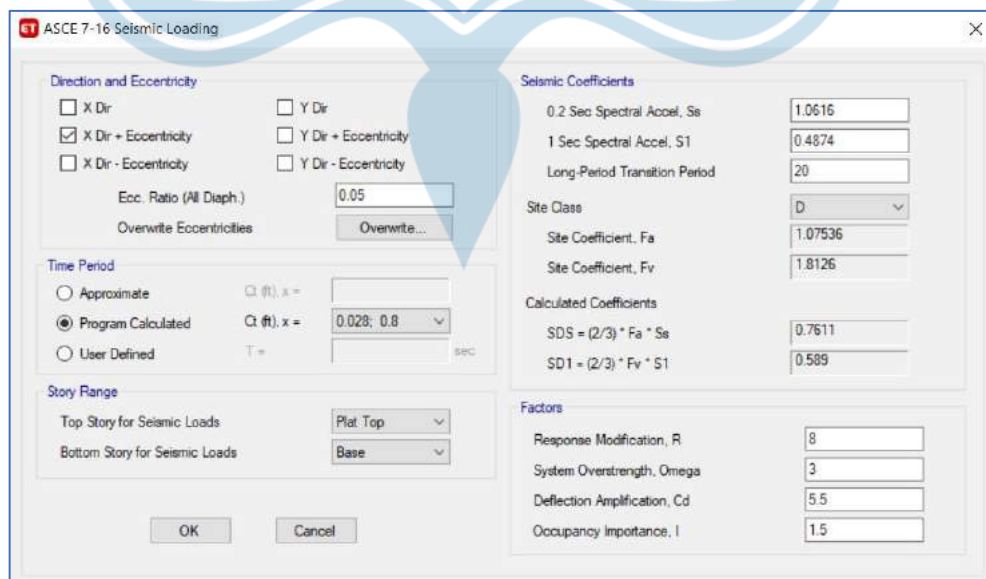 ET ASCE 7-16 Seismic Loading
Direction and Eccentricity
X Dir Y Dir
X Dir + Eccentricity Y Dir + Eccentricity
X Dir - Eccentricity Y Dir - Eccentricity
Ecc. Ratio (All Diaph.) 0.05
Overwrite Eccentricities Overwrite...
Time Period
Approximate Ct (ft), x =
Program Calculated Ct (ft), x = 0.028; 0.8
User Defined T = sec
Story Range
Top Story for Seismic Loads Plat Top
Bottom Story for Seismic Loads Base
OK Cancel
Seismic Coefficients
0.2 Sec Spectral Accel, Ss 1.0616
1 Sec Spectral Accel, S1 0.4874
Long-Period Transition Period 20
Site Class D
Site Coefficient, Fa 1.07536
Site Coefficient, Fv 1.8126
Calculated Coefficients
SDS = (2/3) * Fa * Ss 0.7611
SD1 = (2/3) * Fv * S1 0.589
Factors
Response Modification, R 8
System Overstrength, Omega 3
Deflection Amplification, Cd 5.5
Occupancy Importance, I 1.5